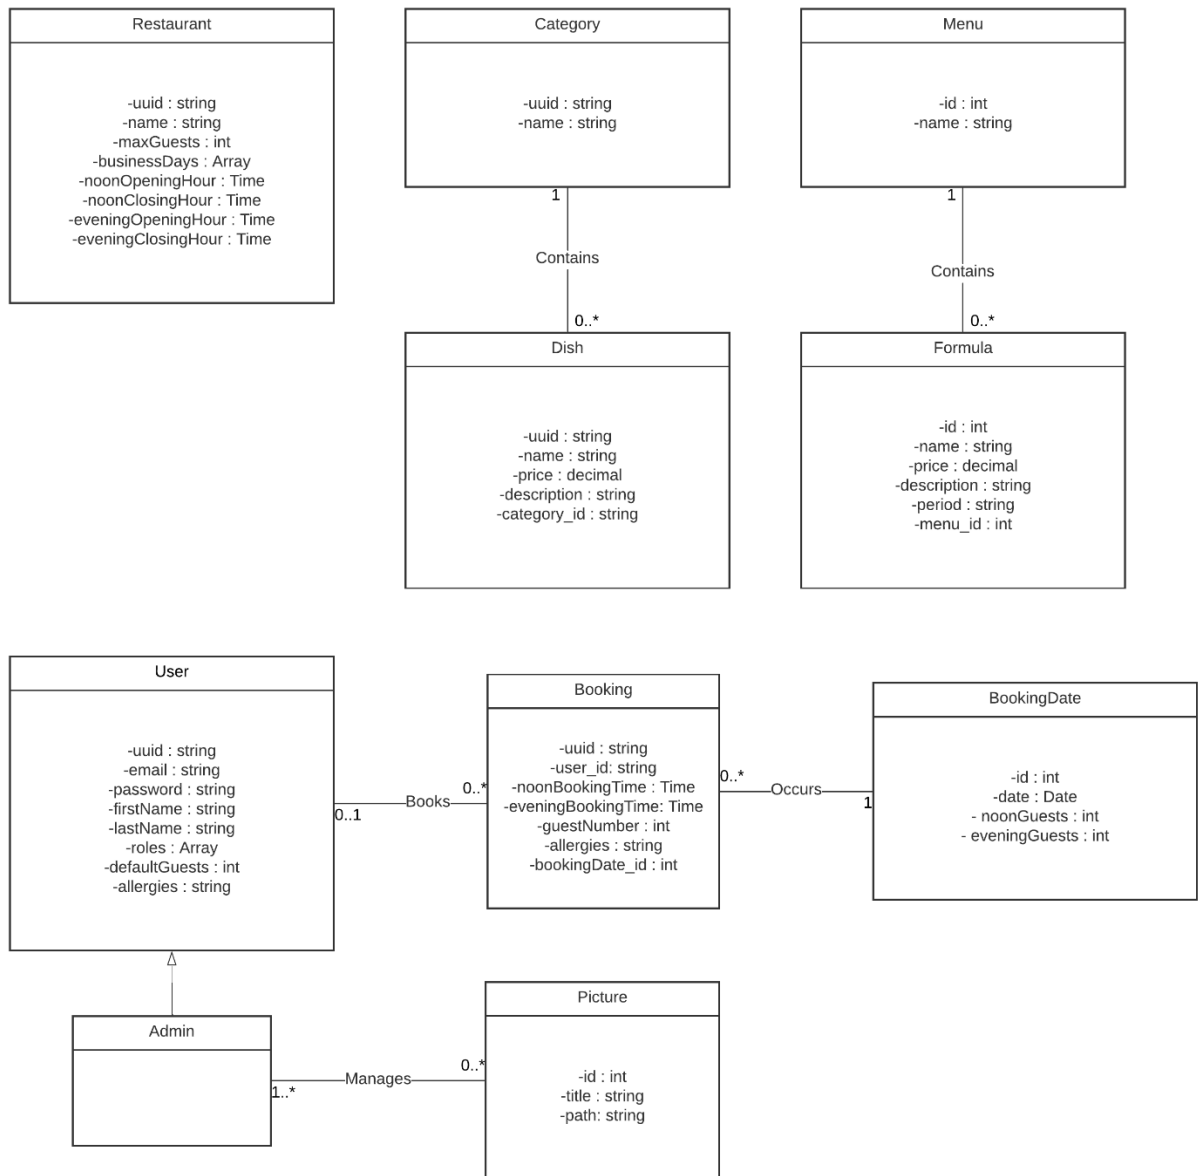 Restaurant
-uuid : string
-name : string
-maxGuests : int
-businessDays : Array
-noonOpeningHour : Time
-noonClosingHour : Time
-eveningOpeningHour : Time
-eveningClosingHour : Time
Category
-uuid : string
-name : string
Menu
-id : int
-name : string
1
Contains
0..*
1
Contains
0..*
Dish
-uuid : string
-name : string
-price : decimal
-description : string
-category_id : string
Formula
-id : int
-name : string
-price : decimal
-description : string
-period : string
-menu_id : int
User
-uuid : string
-email : string
-password : string
-firstName : string
-lastName : string
-roles : Array
-defaultGuests : int
-allergies : string
0..1
Books
0..*
Booking
-uuid : string
-user_id: string
-noonBookingTime : Time
-eveningBookingTime: Time
-guestNumber : int
-allergies : string
-bookingDate_id : int
0..*
Occurs
1
BookingDate
-id : int
-date : Date
- noonGuests : int
- eveningGuests : int
Admin
1..*
Manages
0..*
Picture
-id : int
-title : string
-path: string